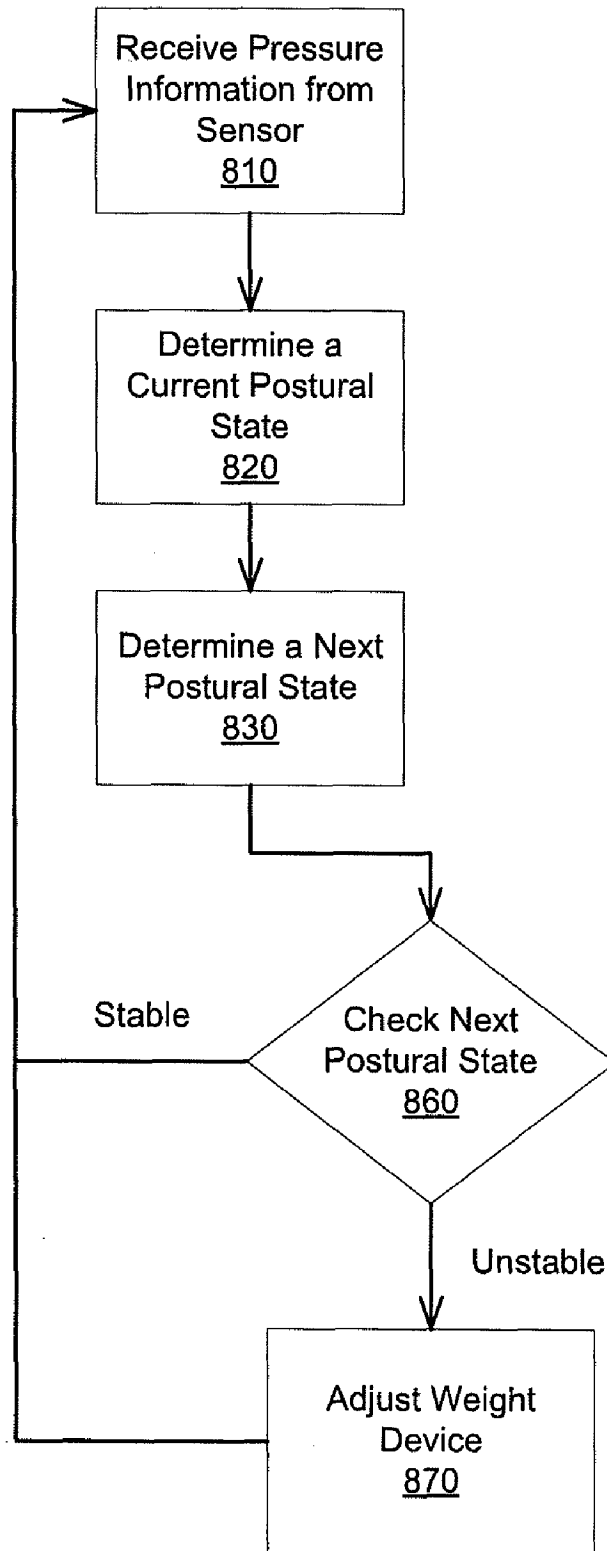 Receive Pressure
Information from
Sensor
810
Determine a
Current Postural
State
820
Determine a Next
Postural State
830
Stable
Check Next
Postural State
860
Unstable
Adjust Weight
Device
870